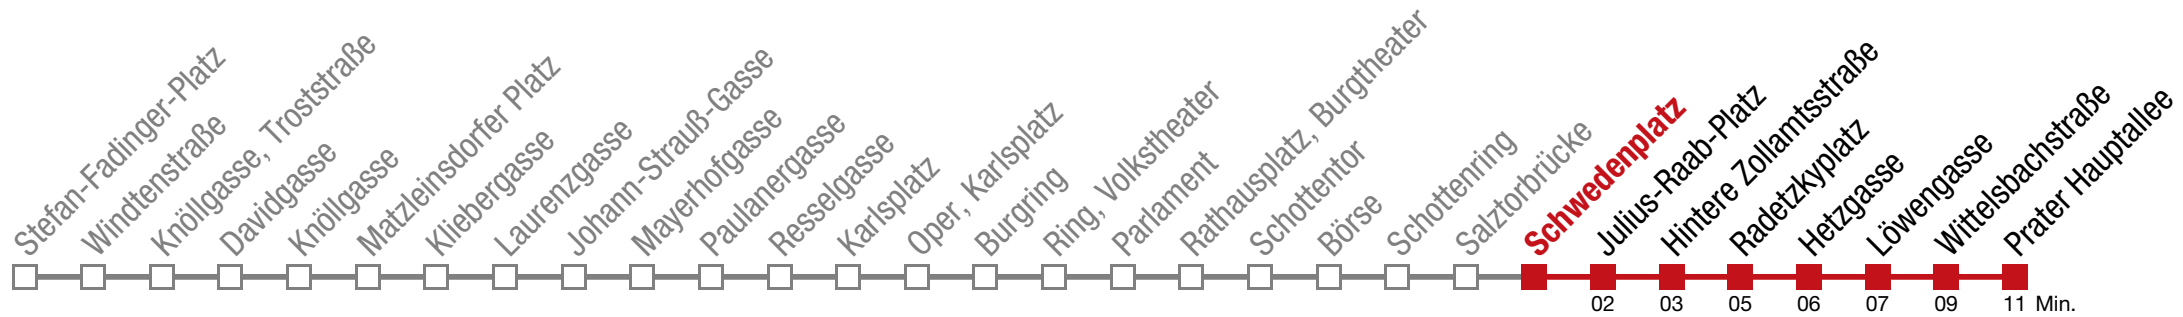 Stefan-Fadinger-Platz
Windtenstraße
Knöllgasse, Troststraße
Davidgasse
Knöllgasse
Matzleinsdorfer Platz
Kliebergasse
Laurenzgasse
Johann-Strauß-Gasse
Mayerhofgasse
Paulanergasse
Resselgasse
Karlsplatz
Oper, Karlsplatz
Burgring
Ring, Volkstheater
Parlament
Rathausplatz, Burgtheater
Schottentor
Börse
Schottenring
Salztorbrücke
Schwedenplatz
Julius-Raab-Platz
Hintere Zollamtsstraße
Radetzkyplatz
Hetzgasse
Löwengasse
Wittelsbachstraße
Prater Hauptallee
02 03 05 06 07 09 11 Min.